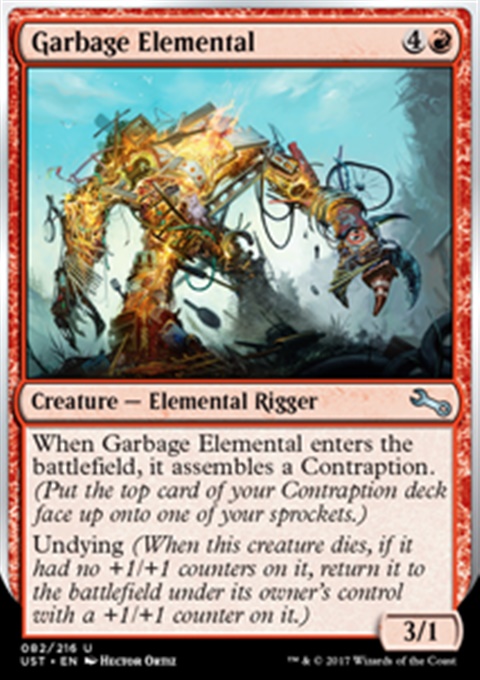 Garbage Elemental 4
Creature — Elemental Rigger
When Garbage Elemental enters the
battlefield, it assembles a Contraption.
(Put the top card of your Contraption deck
face up onto one of your sprockets.)
Undying (When this creature dies, if it
had no +1/+1 counters on it, return it to
the battlefield under its owner's control
with a +1/+1 counter on it.)
3/1
082/216 U
UST • EN Hector Ortiz ™ & © 2017 Wizards of the Coast